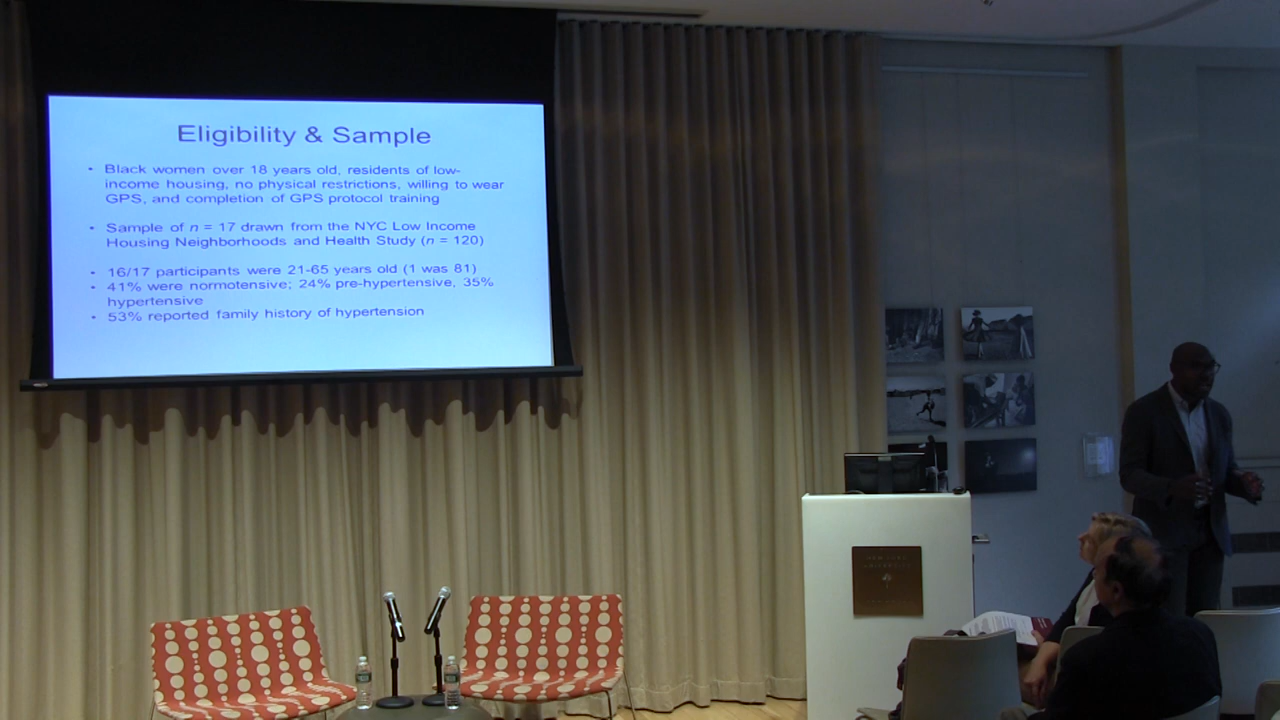 Eligibility & Sample
• Black women over 18 years old, residents of low-
income housing, no physical restrictions, willing to wear
GPS, and completion of GPS protocol training
• Sample of n = 17 drawn from the NYC Low Income
Housing Neighborhoods and Health Study (n = 120)
• 16/17 participants were 21-65 years old (1 was 81)
• 41% were normotensive; 24% pre-hypertensive, 35%
hypertensive
• 53% reported family history of hypertension
NEW YORK
UNIVERSITY